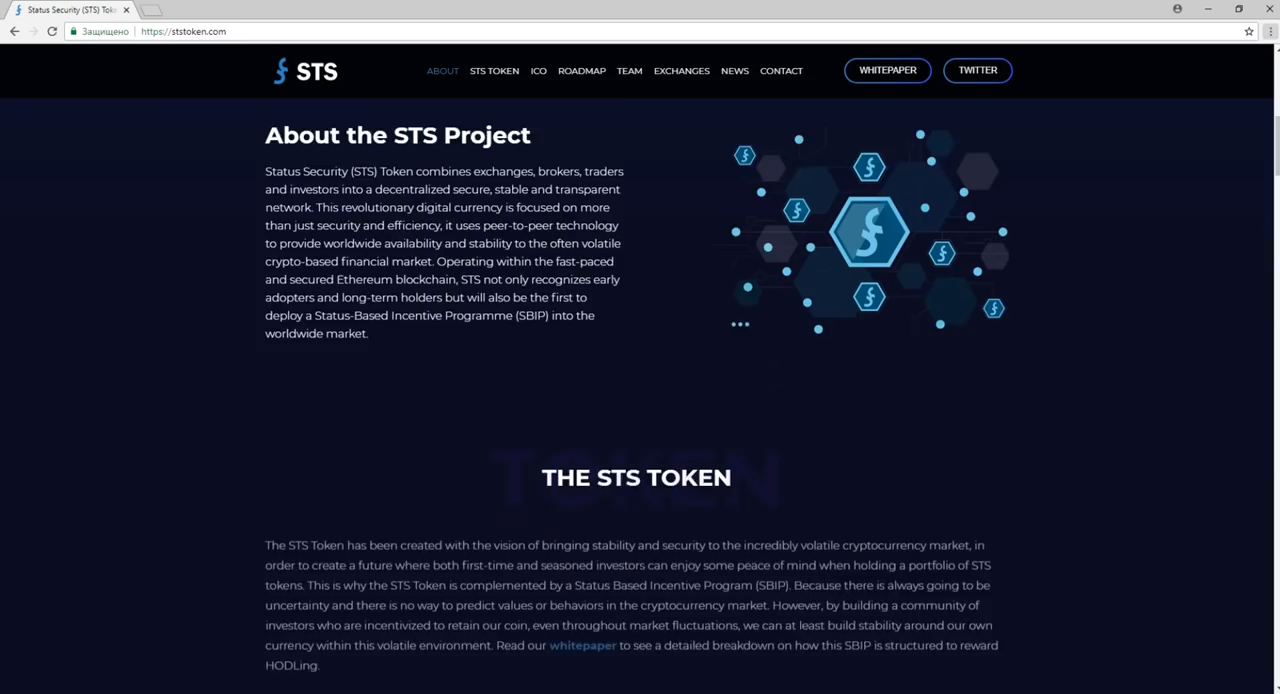 Status Security (STS) Tok
Защищено
https://ststoken.com
STS
ABOUT
STS TOKEN
ICO
ROADMAP
TEAM
EXCHANGES
NEWS
CONTACT
WHITEPAPER
TWITTER
About the STS Project
Status Security (STS) Token combines exchanges, brokers, traders
and investors into a decentralized secure, stable and transparent
network. This revolutionary digital currency is focused on more
than just security and efficiency, it uses peer-to-peer technology
to provide worldwide availability and stability to the often volatile
crypto-based financial market. Operating within the fast-paced
and secured Ethereum blockchain, STS not only recognizes early
adopters and long-term holders but will also be the first to
deploy a Status-Based Incentive Programme (SBIP) into the
worldwide market.
TOKEN
THE STS TOKEN
The STS Token has been created with the vision of bringing stability and security to the incredibly volatile cryptocurrency market, in
order to create a future where both first-time and seasoned investors can enjoy some peace of mind when holding a portfolio of STS
tokens. This is why the STS Token is complemented by a Status Based Incentive Program (SBIP). Because there is always going to be
uncertainty and there is no way to predict values or behaviors in the cryptocurrency market. However, by building a community of
investors who are incentivized to retain our coin, even throughout market fluctuations, we can at least build stability around our own
currency within this volatile environment. Read our whitepaper to see a detailed breakdown on how this SBIP is structured to reward
HODLing.